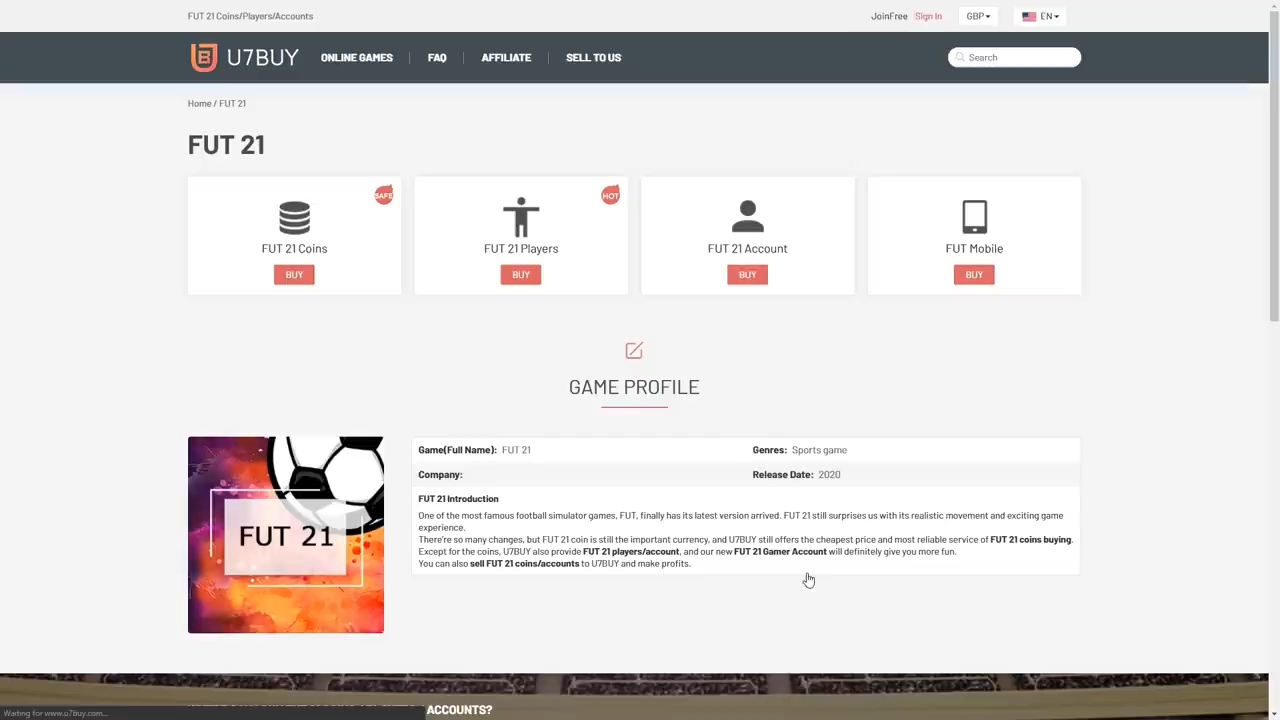 FUT 21 Coins/Players/Accounts
JoinFree Sign In GBP EN
U7BUY ONLINE GAMES FAQ AFFILIATE SELL TO US Search
Home / FUT 21
FUT 21
SAFE HOT
FUT 21 Coins FUT 21 Players FUT 21 Account FUT Mobile
BUY BUY BUY BUY
GAME PROFILE
Game(Full Name): FUT 21 Genres: Sports game
Company: Release Date: 2020
FUT 21 Introduction
One of the most famous football simulator games, FUT, finally has its latest version arrived. FUT 21 still surprises us with its realistic movement and exciting game
experience.
There're so many changes, but FUT 21 coin is still the important currency, and U7BUY still offers the cheapest price and most reliable service of FUT 21 coins buying.
Except for the coins, U7BUY also provide FUT 21 players/account, and our new FUT 21 Gamer Account will definitely give you more fun.
You can also sell FUT 21 coins/accounts to U7BUY and make profits.
FUT 21
ACCOUNTS?
Waiting for www.u7buy.com...